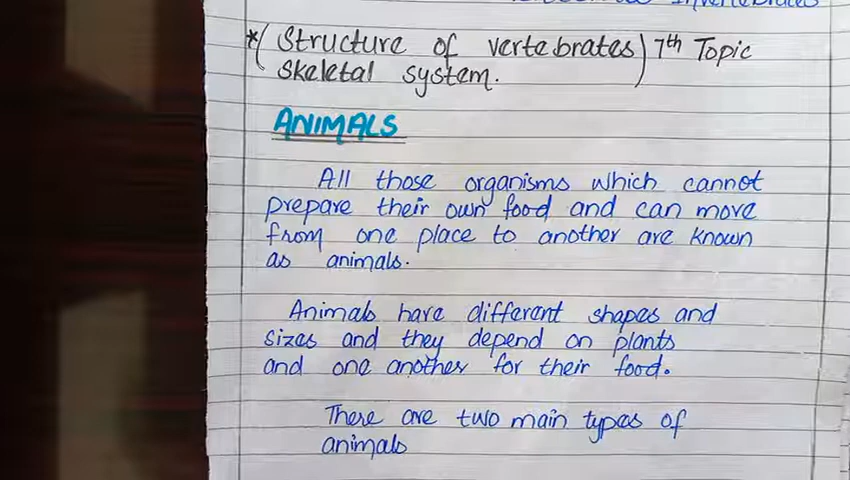 Invertebrates
*(Structure of vertebrates) 7th Topic
skeletal system.
ANIMALS
All those organisms which cannot
prepare their own food and can move
from one place to another are known
as animals.
Animals have different shapes and
sizes and they depend on plants
and one another for their food.
There are two main types of
animals